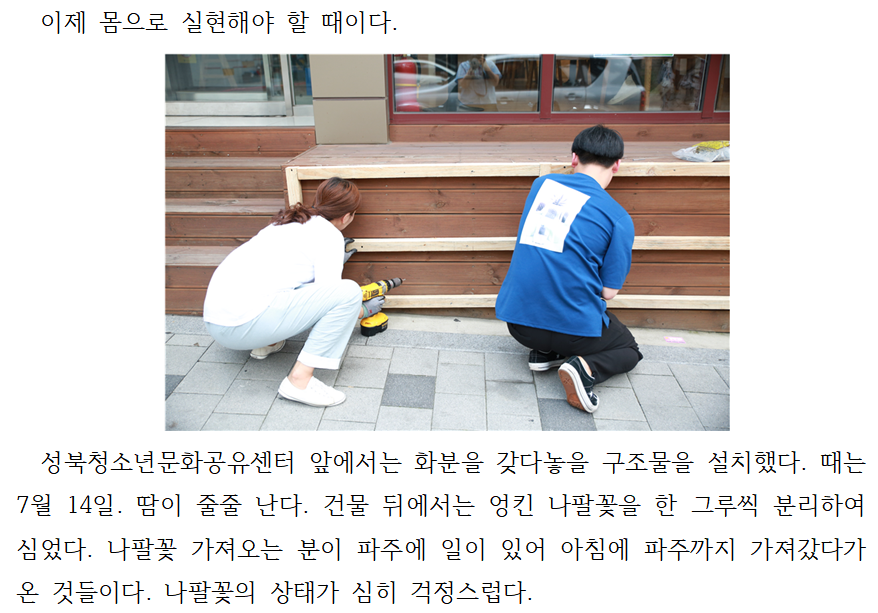 이제 몸으로 실현해야 할 때이다.
성북청소년문화공유센터 앞에서는 화분을 갖다놓을 구조물을 설치했다. 때는
7월 14일. 땀이 줄줄 난다. 건물 뒤에서는 엉킨 나팔꽃을 한 그루씩 분리하여
심었다. 나팔꽃 가져오는 분이 파주에 일이 있어 아침에 파주까지 가져갔다가
온 것들이다. 나팔꽃의 상태가 심히 걱정스럽다.